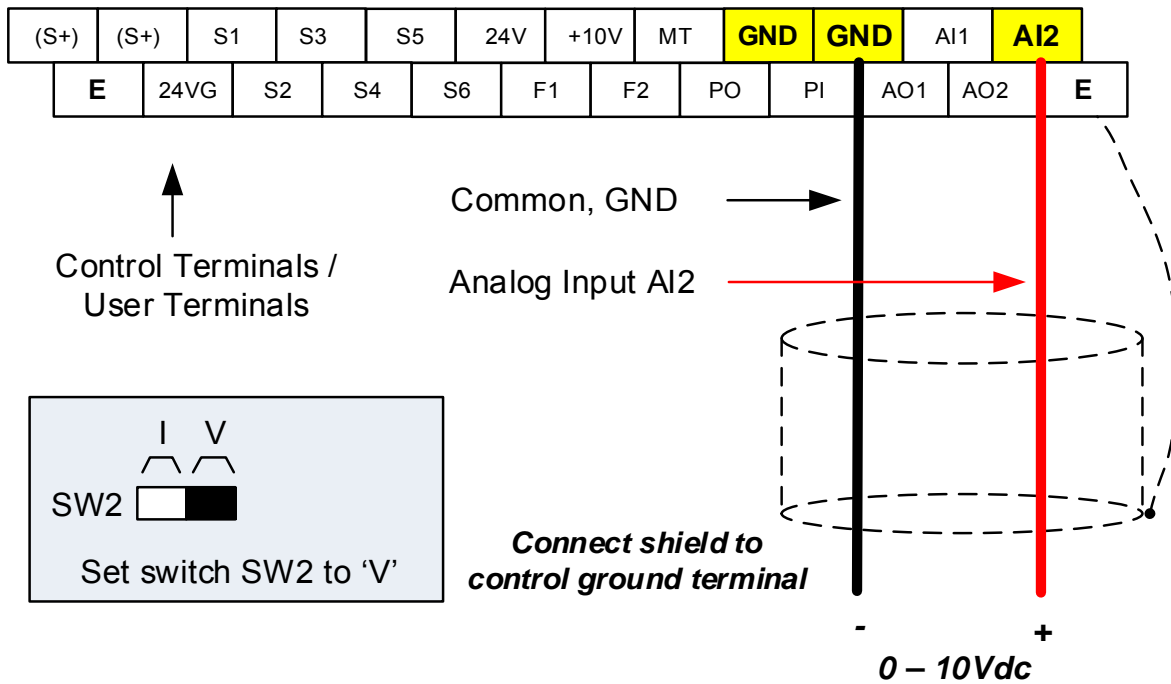 (S+) (S+) S1 S3 S5 24V +10V MT GND GND AI1 AI2
E 24VG S2 S4 S6 F1 F2 PO PI AO1 AO2 E
Common, GND
Control Terminals /
User Terminals
Analog Input AI2
I V
SW2
Set switch SW2 to ‘V’
Connect shield to
control ground terminal
- +
0 – 10Vdc